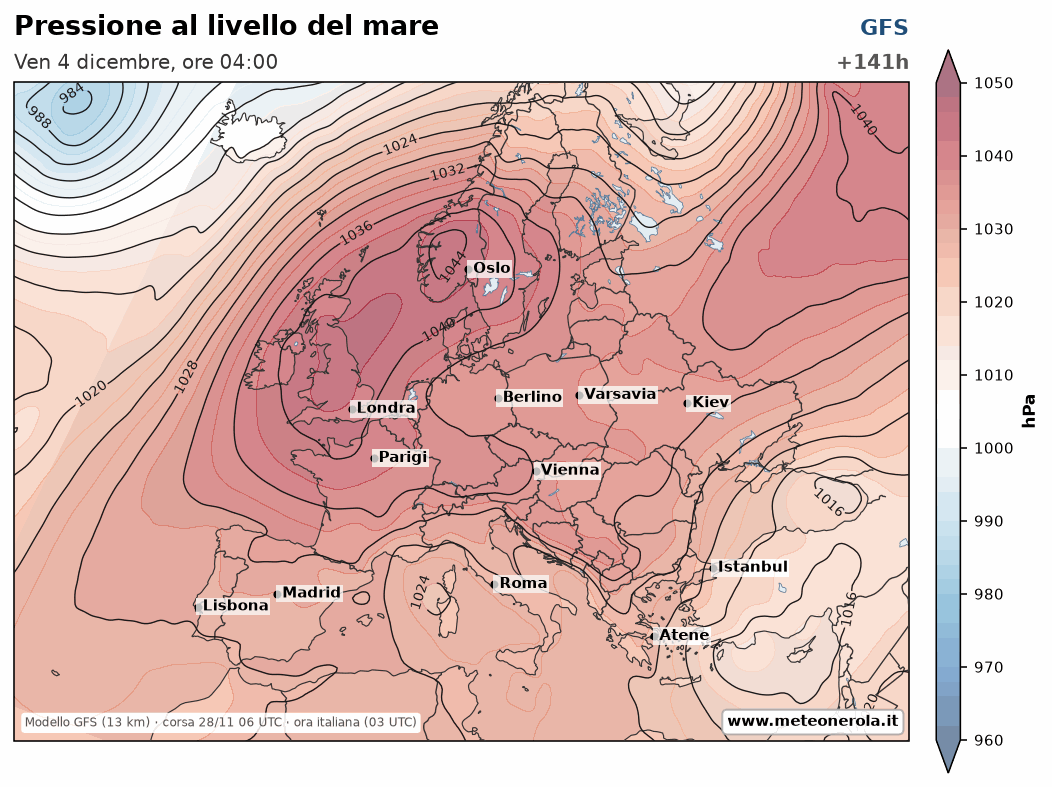 Pressione al livello del mare
GFS
Ven 4 dicembre, ore 04:00
+141h
984
988
1040
1024
1032
1036
1044
Oslo
1040
1028
1020
Londra
Berlino
Varsavia
Kiev
Parigi
Vienna
1016
Istanbul
1024
Roma
Madrid
Lisbona
1016
Atene
Modello GFS (13 km) · corsa 28/11 06 UTC · ora italiana (03 UTC)
www.meteonerola.it
1050
1040
1030
1020
1010
1000
990
980
970
960
hPa